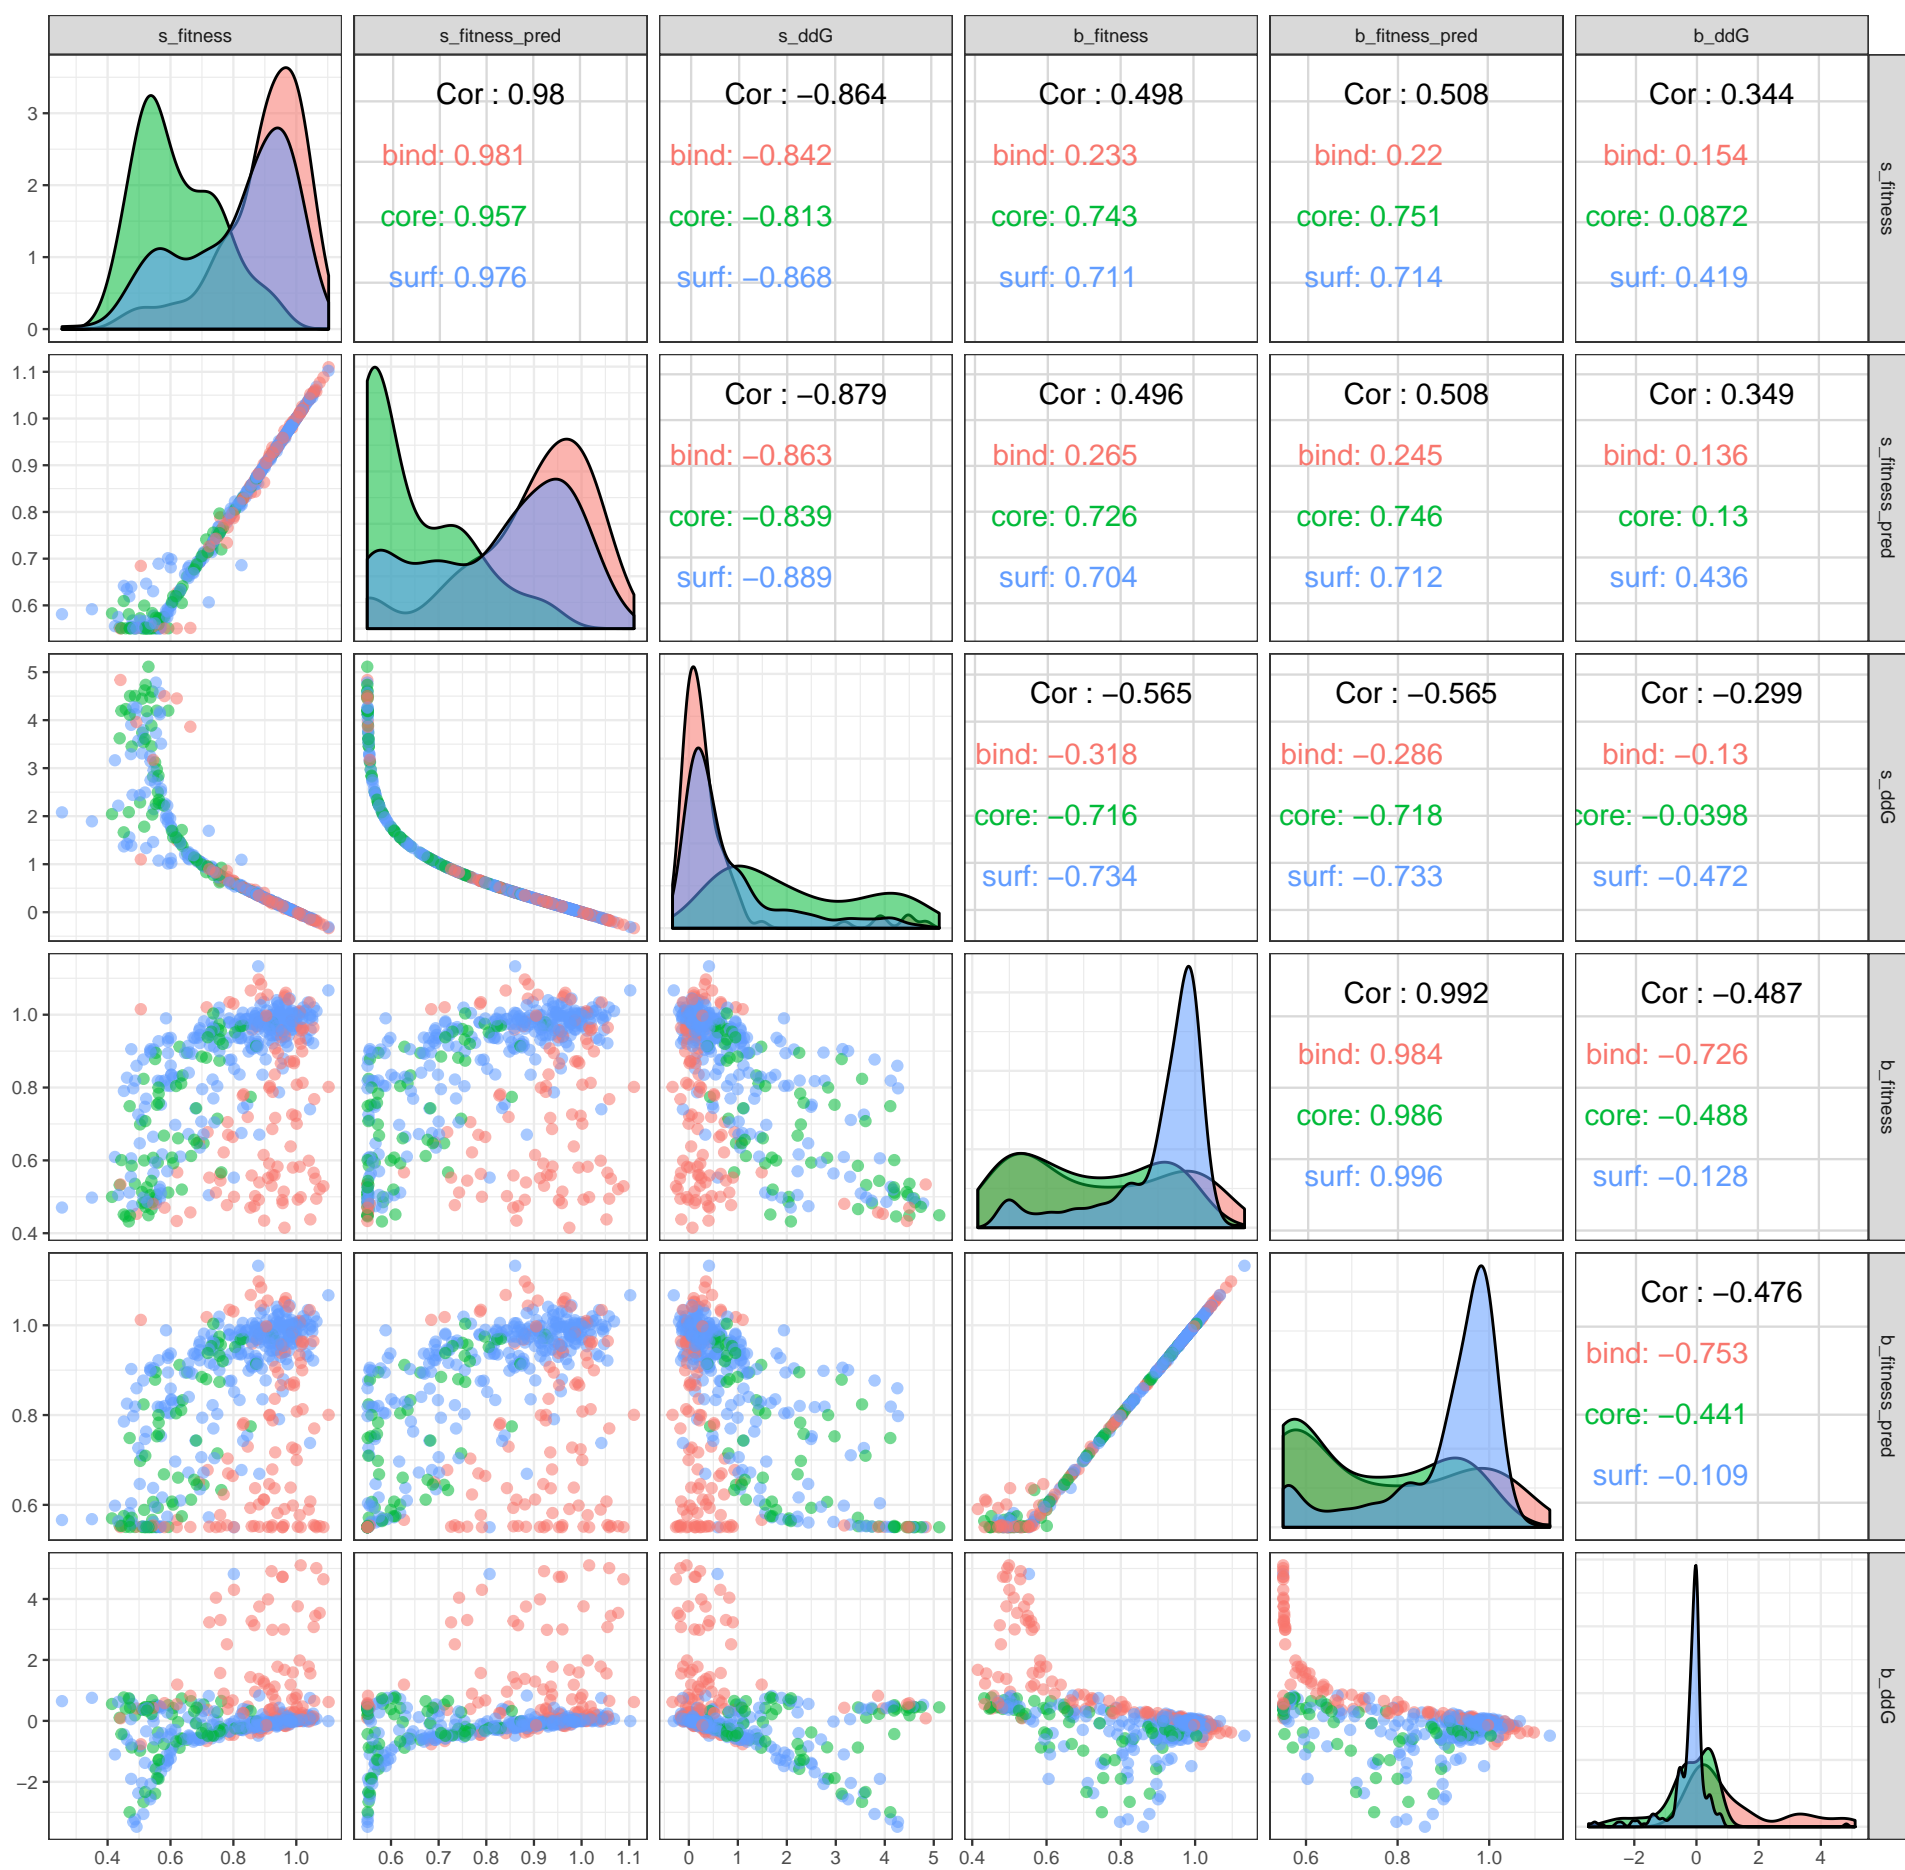 s_fitness s_fitness_pred s_ddG b_fitness b_fitness_pred b_ddG
3
2
1
0
Cor : 0.98
bind: 0.981
core: 0.957
surf: 0.976
Cor : −0.864
bind: −0.842
core: −0.813
surf: −0.868
Cor : 0.498
bind: 0.233
core: 0.743
surf: 0.711
Cor : 0.508
bind: 0.22
core: 0.751
surf: 0.714
Cor : 0.344
bind: 0.154
core: 0.0872
surf: 0.419
s_fitness
1.1
1.0
0.9
0.8
0.7
0.6
Cor : −0.879
bind: −0.863
core: −0.839
surf: −0.889
Cor : 0.496
bind: 0.265
core: 0.726
surf: 0.704
Cor : 0.508
bind: 0.245
core: 0.746
surf: 0.712
Cor : 0.349
bind: 0.136
core: 0.13
surf: 0.436
s_fitness_pred
5
4
3
2
1
0
Cor : −0.565
bind: −0.318
core: −0.716
surf: −0.734
Cor : −0.565
bind: −0.286
core: −0.718
surf: −0.733
Cor : −0.299
bind: −0.13
core: −0.0398
surf: −0.472
s_ddG
1.0
0.8
0.6
0.4
Cor : 0.992
bind: 0.984
core: 0.986
surf: 0.996
Cor : −0.487
bind: −0.726
core: −0.488
surf: −0.128
b_fitness
1.0
0.8
0.6
Cor : −0.476
bind: −0.753
core: −0.441
surf: −0.109
b_fitness_pred
4
2
0
−2
b_ddG
0.4 0.6 0.8 1.0 0.6 0.7 0.8 0.9 1.0 1.1 0 1 2 3 4 5 0.4 0.6 0.8 1.0 0.6 0.8 1.0 −2 0 2 4